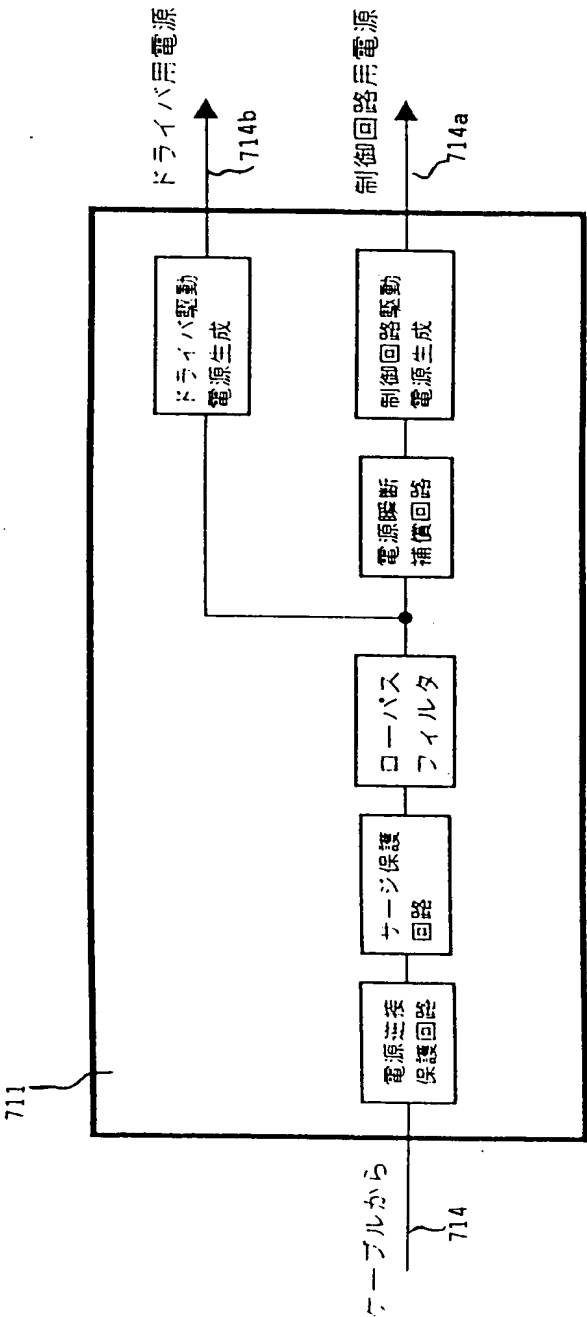 711
ケーブルから
714
電源逆接
保護回路
サージ保護
回路
ローパス
フィルタ
電源瞬断
補償回路
制御回路駆動
電源生成
制御回路用電源
714a
ドライバ駆動
電源生成
ドライバ用電源
714b